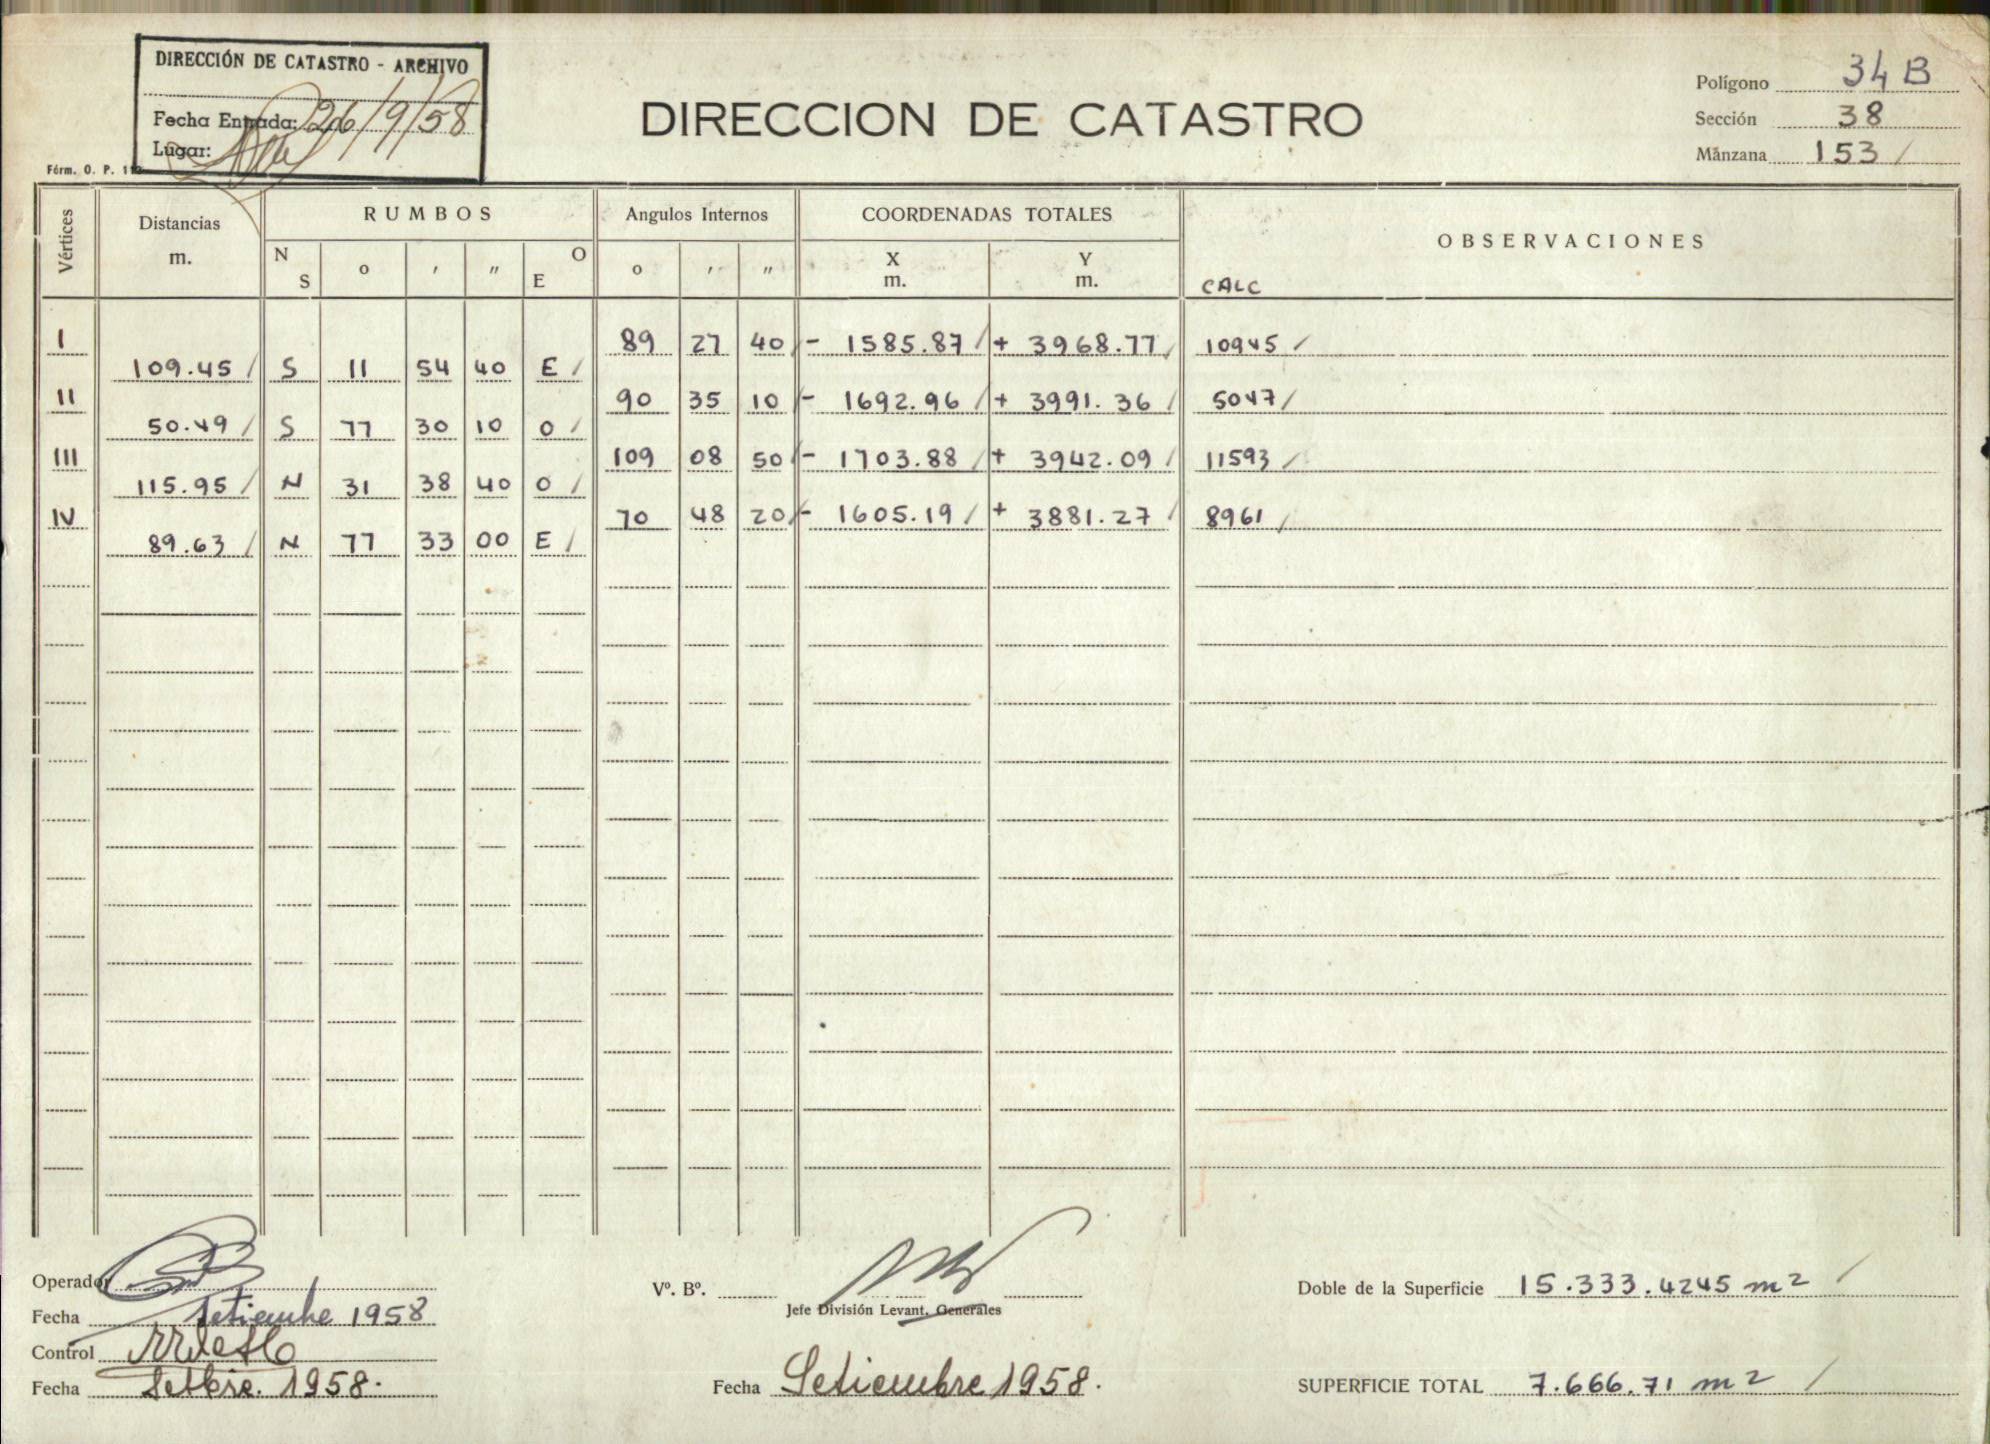 DIRECCIÓN DE CATASTRO - ARCHIVO
Fecha Entrada: 26/9/58
Lugar:
Fórm. O. P.
DIRECCION DE CATASTRO
Polígono 34 B
Sección 38
Manzana 153 /
Vértices Distancias m. RUMBOS Angulos Internos COORDENADAS TOTALES OBSERVACIONES
N S o ′ ″ O E o ′ ″ X m. Y m. CALC
I 89 27 40 / - 1585.87 / + 3968.77 / 10945 /
109.45 / S 11 54 40 E /
II 90 35 10 / - 1692.96 / + 3991.36 / 5047 /
50.49 / S 77 30 10 O /
III 109 08 50 / - 1703.88 / + 3942.09 / 11593 /
115.95 / N 31 38 40 O /
IV 70 48 20 / - 1605.19 / + 3881.27 / 8961 /
89.63 / N 77 33 00 E /
Operador
Fecha Setiembre 1958
Control
Fecha Setbre. 1958.
Vº. Bº.
Jefe División Levant. Generales
Fecha Setiembre 1958.
Doble de la Superficie 15.333.4245 m2 /
SUPERFICIE TOTAL 7.666.71 m2 /